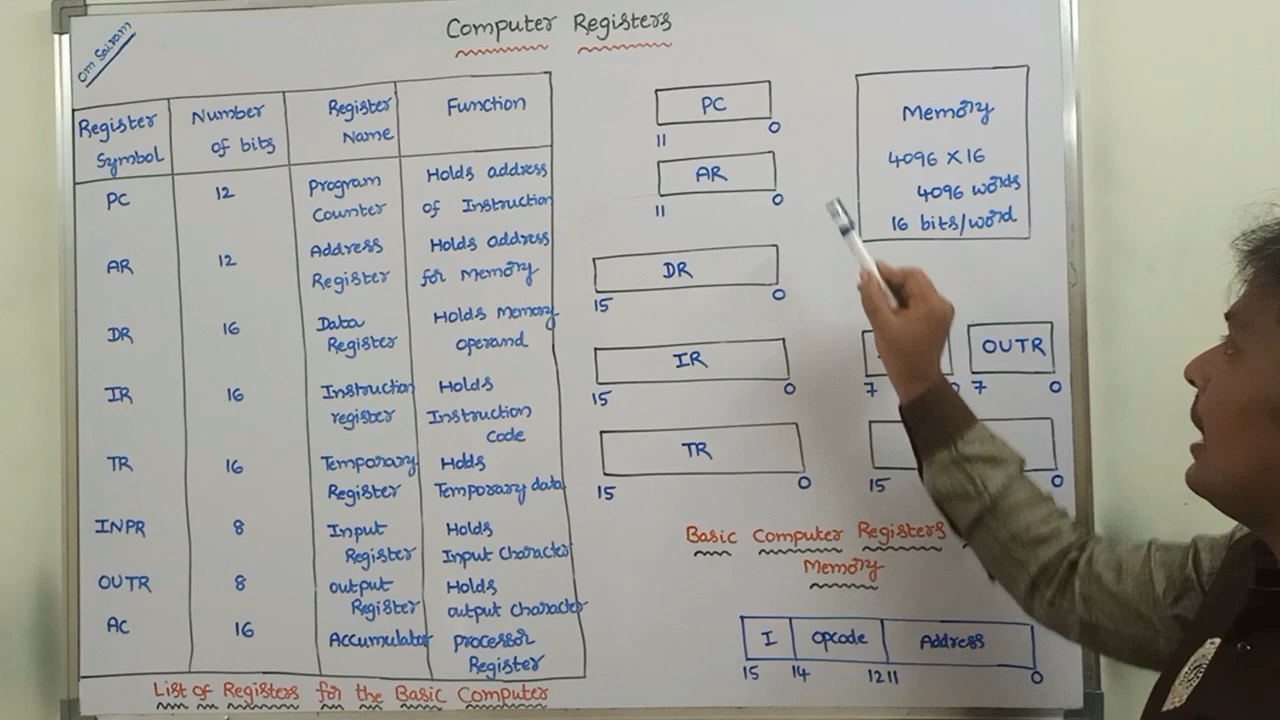 Om Sairam
Computer Registers
Register Symbol | Number of bits | Register Name | Function
PC | 12 | Program Counter | Holds address of Instruction
AR | 12 | Address Register | Holds address for Memory
DR | 16 | Data Register | Holds Memory operand
IR | 16 | Instruction register | Holds Instruction Code
TR | 16 | Temporary Register | Holds Temporary data
INPR | 8 | Input Register | Holds Input Character
OUTR | 8 | output Register | Holds output character
AC | 16 | Accumulator | processor Register
List of Registers for the Basic Computer
PC
11 0
AR
11 0
DR
15 0
IR
15 0
TR
15 0
Memory
4096 X 16
4096 words
16 bits/word
OUTR
7 7 0
15 0
Basic Computer Registers
Memory
I opcode Address
15 14 12 11 0